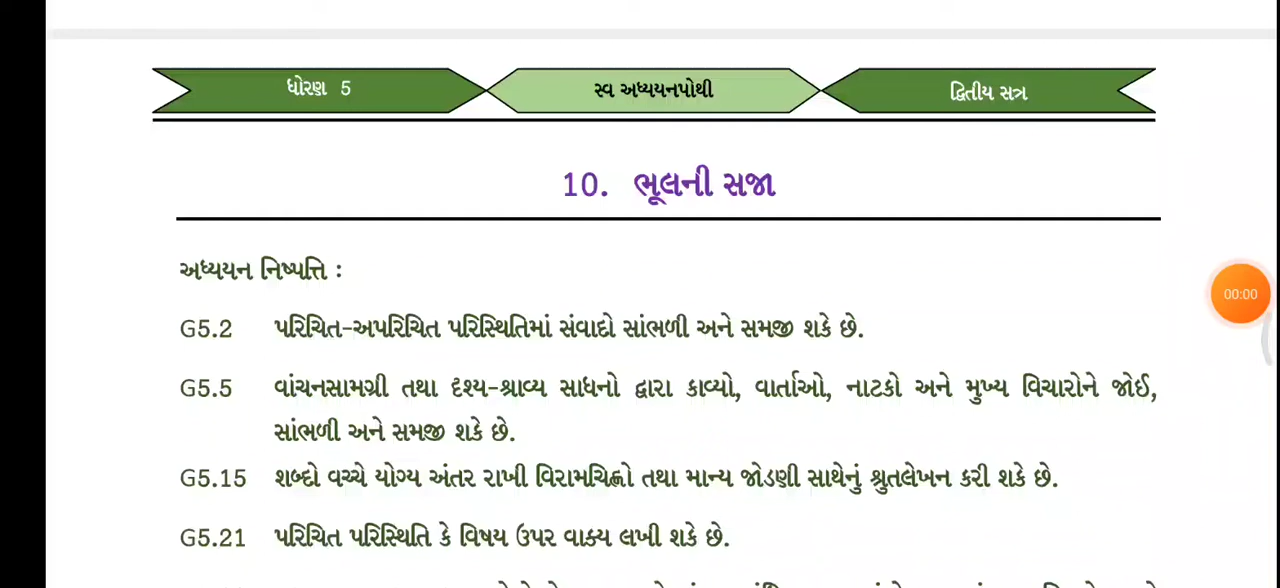 ધોરણ 5
સ્વ અધ્યયનપોથી
દ્વિતીય સત્ર
10. ભૂલની સજા
અધ્યયન નિષ્પત્તિ :
G5.2 પરિચિત-અપરિચિત પરિસ્થિતિમાં સંવાદો સાંભળી અને સમજી શકે છે.
G5.5 વાંચનસામગ્રી તથા દૃશ્ય-શ્રાવ્ય સાધનો દ્વારા કાવ્યો, વાર્તાઓ, નાટકો અને મુખ્ય વિચારોને જોઈ,
સાંભળી અને સમજી શકે છે.
00:00
G5.15 શબ્દો વચ્ચે યોગ્ય અંતર રાખી વિરામચિહ્નો તથા માન્ય જોડણી સાથેનું શ્રુતલેખન કરી શકે છે.
G5.21 પરિચિત પરિસ્થિતિ કે વિષય ઉપર વાક્ય લખી શકે છે.